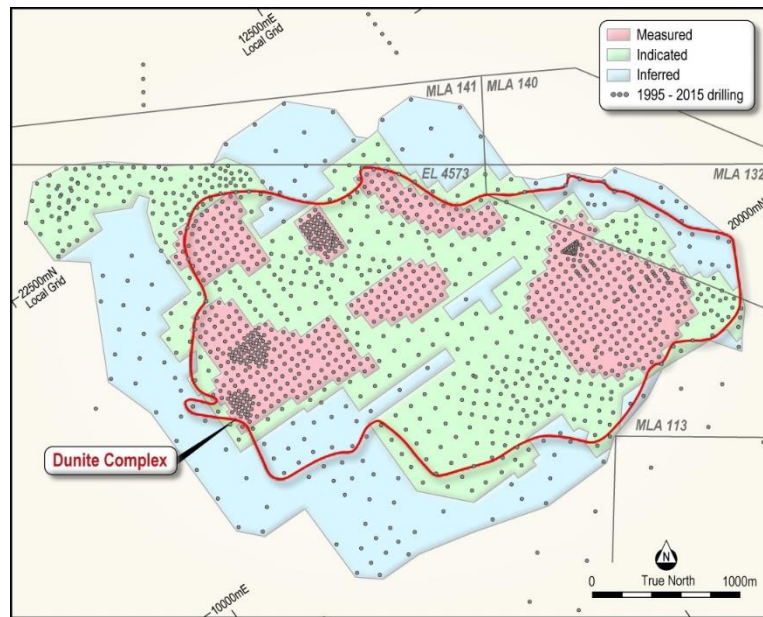 12500mE
Local Grid
Measured
Indicated
Inferred
1995 - 2015 drilling
MLA 141
MLA 140
EL 4573
MLA 132
20000mN
22500mN
Local Grid
MLA 113
Dunite Complex
N
True North
0
1000m
10000mE